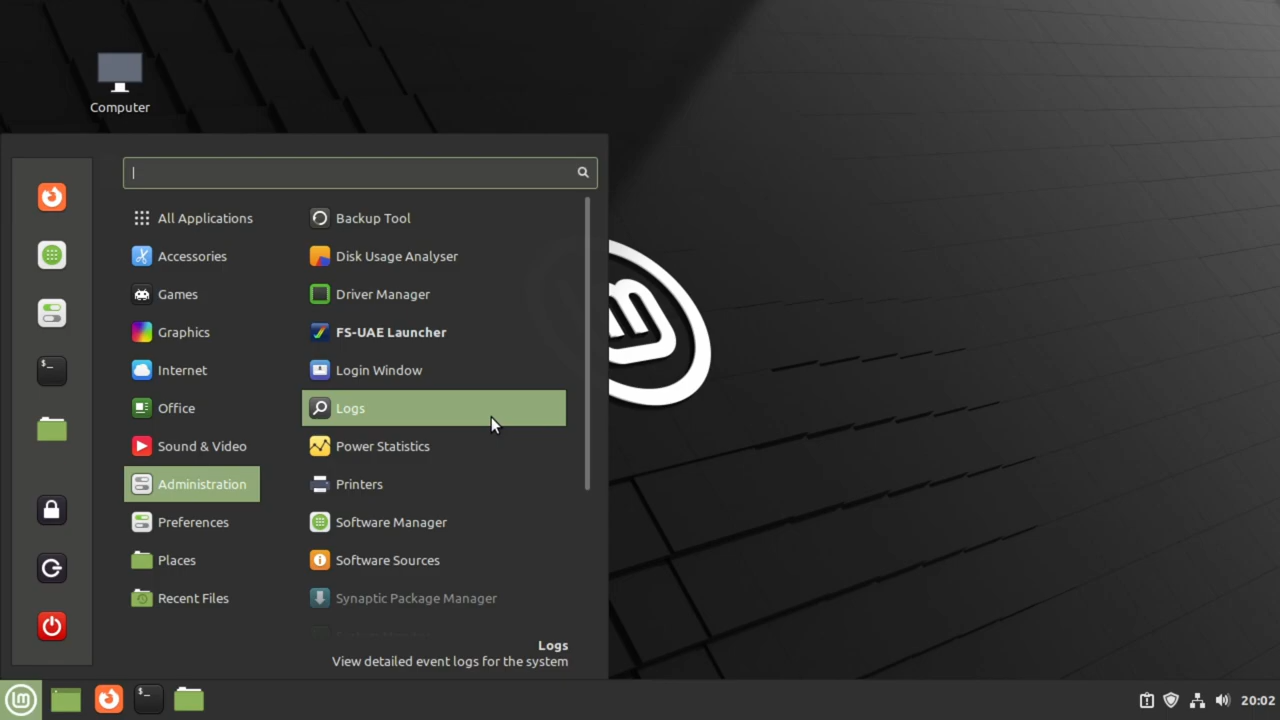 Computer
All Applications
Accessories
Games
Graphics
Internet
Office
Sound & Video
Administration
Preferences
Places
Recent Files
Backup Tool
Disk Usage Analyser
Driver Manager
FS-UAE Launcher
Login Window
Logs
Power Statistics
Printers
Software Manager
Software Sources
Synaptic Package Manager
Logs
View detailed event logs for the system
20:02